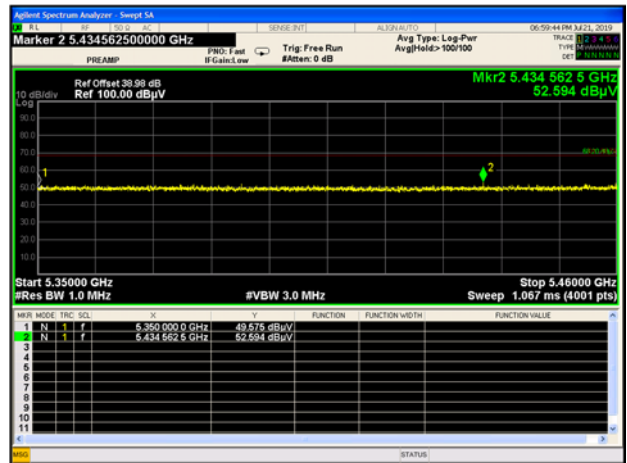 Agilent Spectrum Analyzer - Swept SA
RL RF 50 Ω AC SENSE:INT ALIGN AUTO 06:59:44 PM Jul 21, 2019
Marker 2 5.434562500000 GHz Avg Type: Log-Pwr TRACE 1 2 3 4 5 6
PNO: Fast Trig: Free Run Avg|Hold:>100/100 TYPE
PREAMP IFGain:Low #Atten: 0 dB DET P N N N N N
Mkr2 5.434 562 5 GHz
Ref Offset 38.98 dB
10 dB/div Ref 100.00 dBµV 52.594 dBµV
Log
90.0
80.0
70.0
60.0
1 2
50.0
40.0
30.0
20.0
10.0
Start 5.35000 GHz Stop 5.46000 GHz
#Res BW 1.0 MHz #VBW 3.0 MHz Sweep 1.067 ms (4001 pts)
MKR MODE TRC SCL X Y FUNCTION FUNCTION WIDTH FUNCTION VALUE
1 N 1 f 5.350 000 0 GHz 49.575 dBµV
2 N 1 f 5.434 562 5 GHz 52.594 dBµV
3
4
5
6
7
8
9
10
11
MSG STATUS